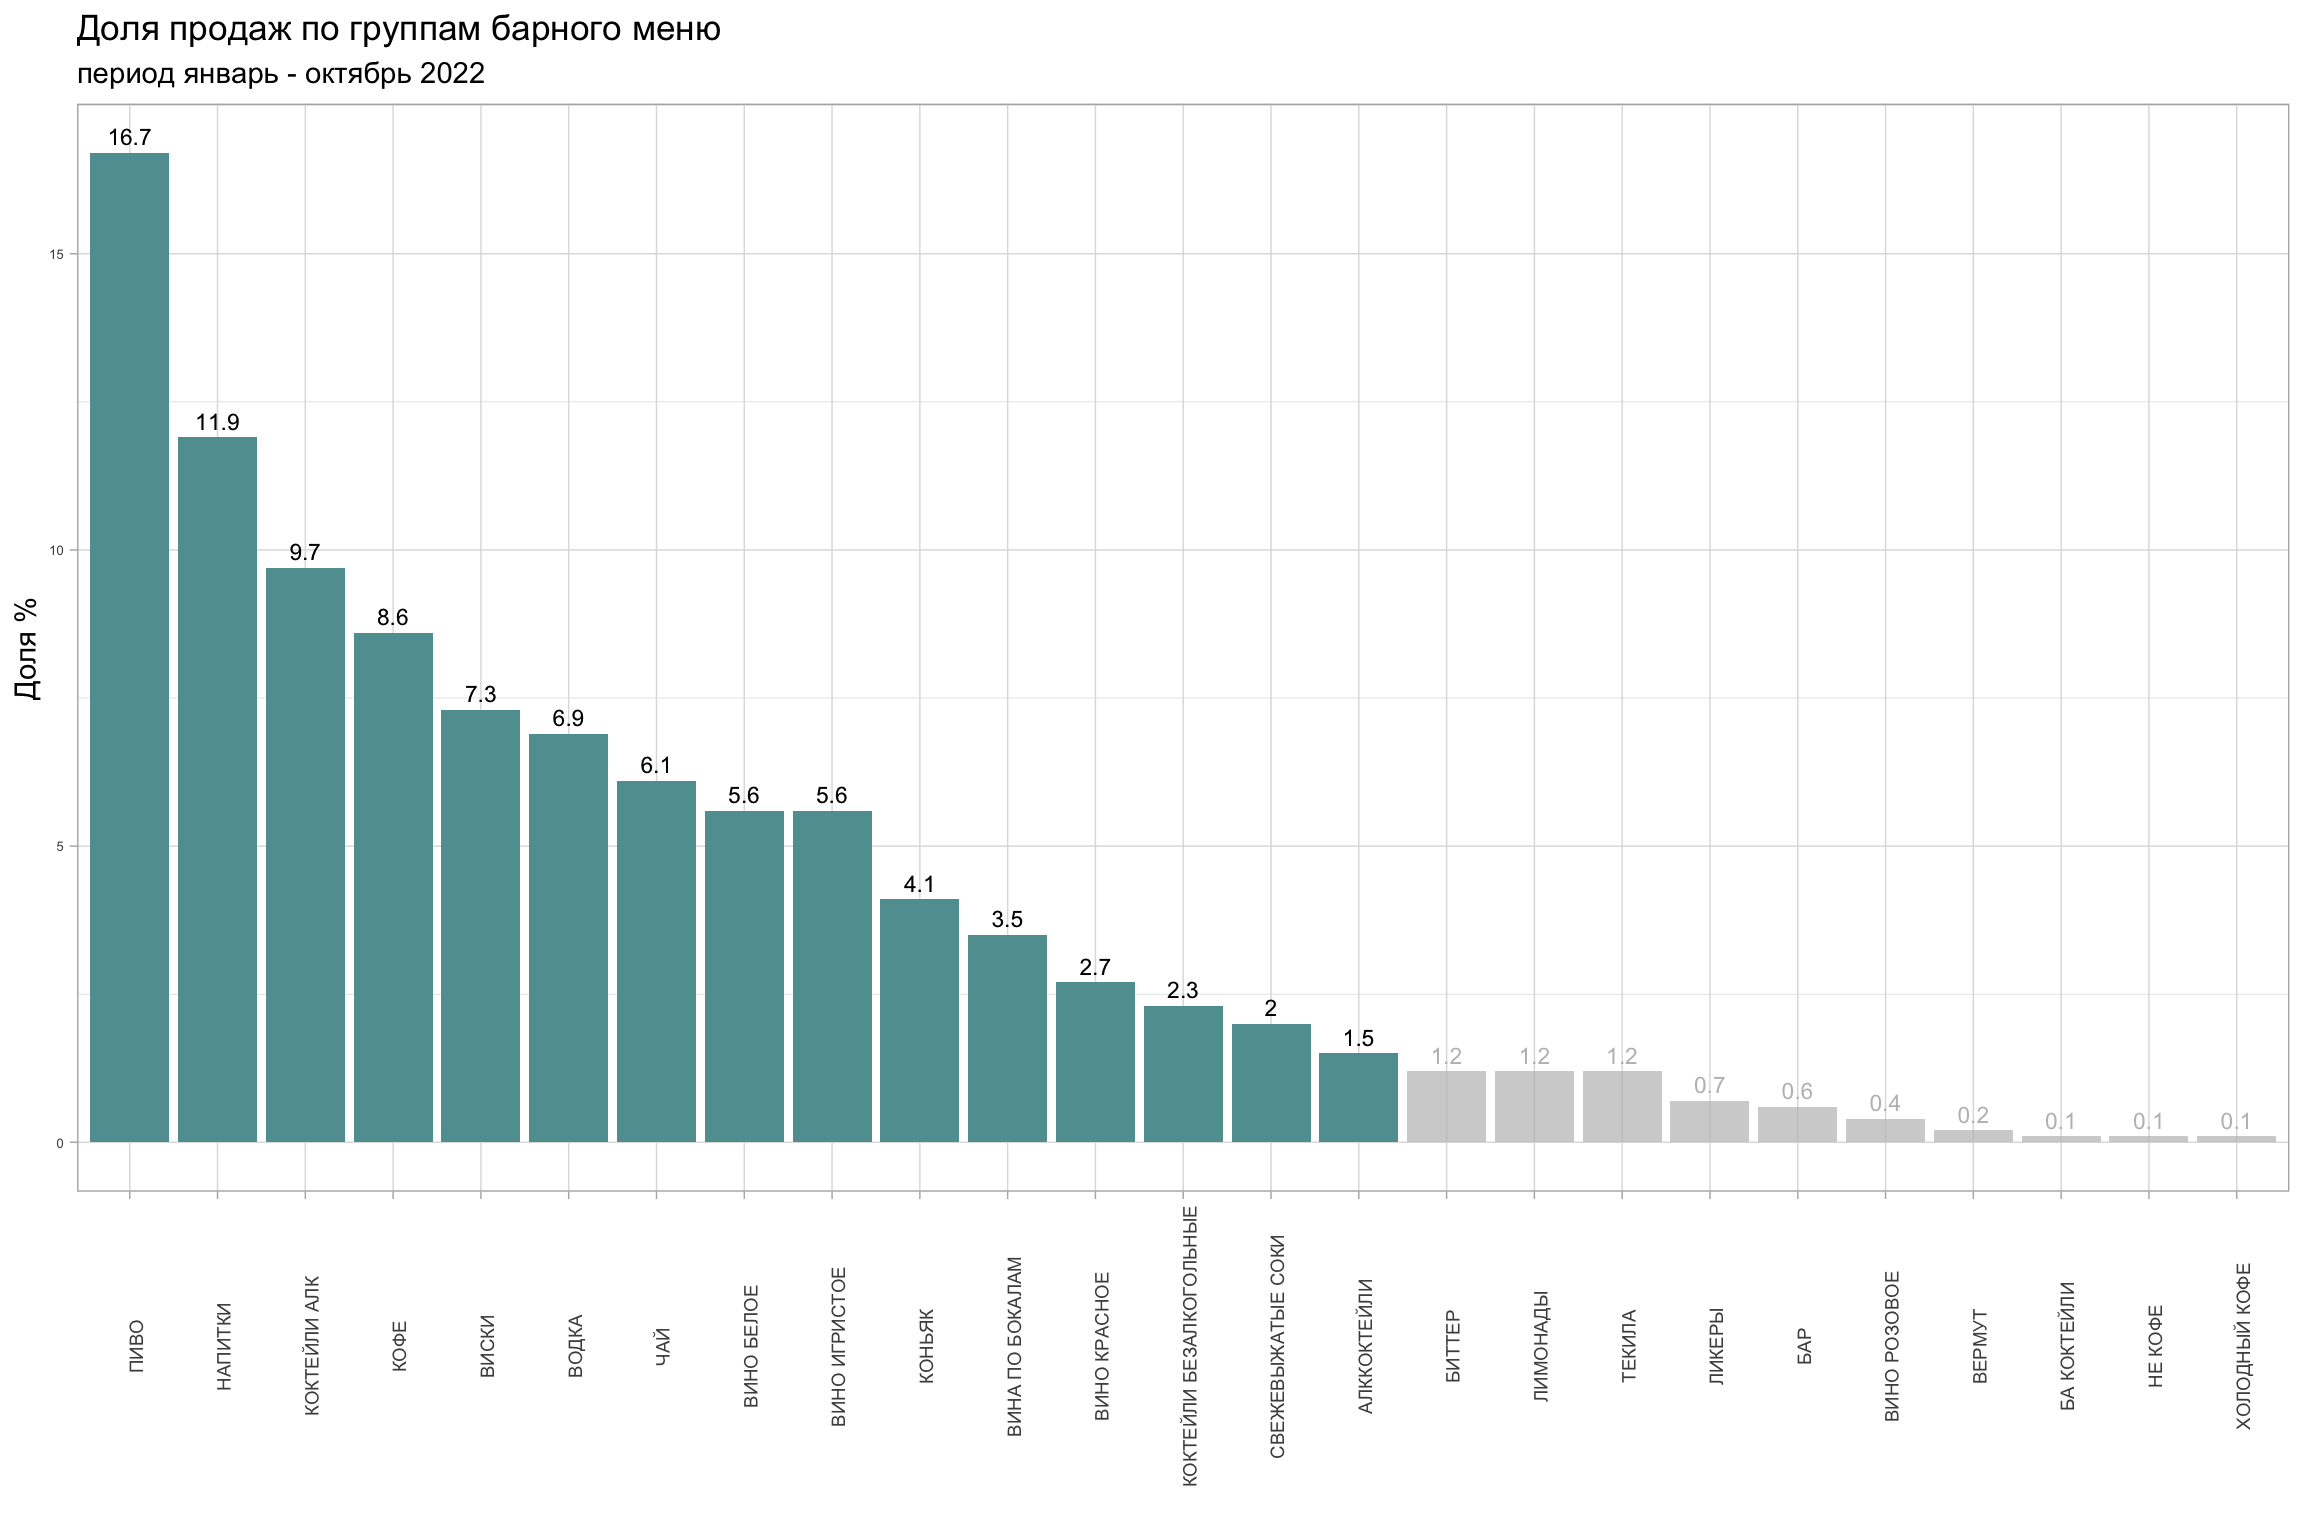 Доля продаж по группам барного меню
период январь - октябрь 2022
Доля %
15
10
5
0
16.7
11.9
9.7
8.6
7.3
6.9
6.1
5.6
5.6
4.1
3.5
2.7
2.3
2
1.5
1.2
1.2
1.2
0.7
0.6
0.4
0.2
0.1
0.1
0.1
ПИВО
НАПИТКИ
КОКТЕЙЛИ АЛК
КОФЕ
ВИСКИ
ВОДКА
ЧАЙ
ВИНО БЕЛОЕ
ВИНО ИГРИСТОЕ
КОНЬЯК
ВИНА ПО БОКАЛАМ
ВИНО КРАСНОЕ
КОКТЕЙЛИ БЕЗАЛКОГОЛЬНЫЕ
СВЕЖЕВЫЖАТЫЕ СОКИ
АЛККОКТЕЙЛИ
БИТТЕР
ЛИМОНАДЫ
ТЕКИЛА
ЛИКЕРЫ
БАР
ВИНО РОЗОВОЕ
ВЕРМУТ
БА КОКТЕЙЛИ
НЕ КОФЕ
ХОЛОДНЫЙ КОФЕ